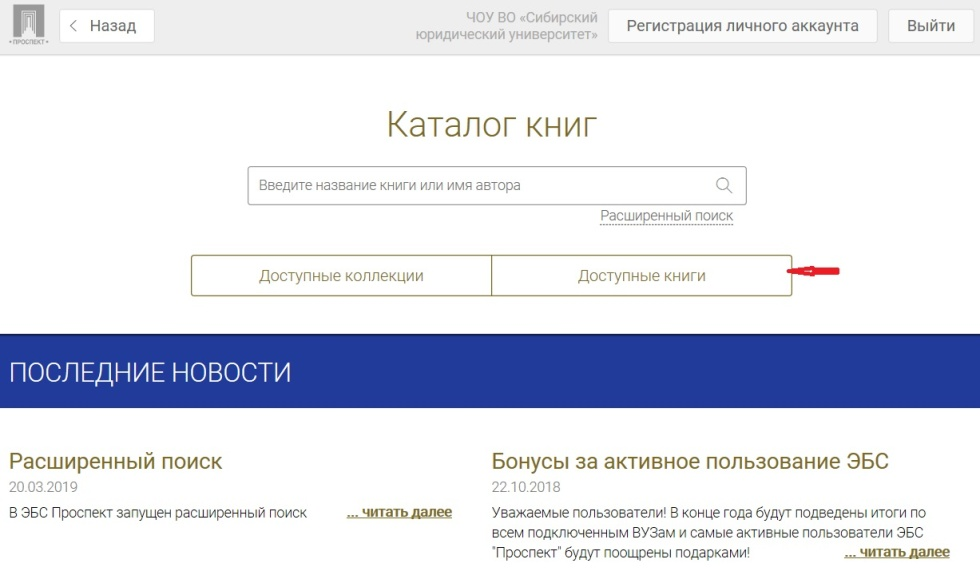 •ПРОСПЕКТ•
Назад
ЧОУ ВО «Сибирский
юридический университет»
Регистрация личного аккаунта
Выйти
Каталог книг
Введите название книги или имя автора
Расширенный поиск
Доступные коллекции
Доступные книги
ПОСЛЕДНИЕ НОВОСТИ
Расширенный поиск
20.03.2019
В ЭБС Проспект запущен расширенный поиск
... читать далее
Бонусы за активное пользование ЭБС
22.10.2018
Уважаемые пользователи! В конце года будут подведены итоги по
всем подключенным ВУЗам и самые активные пользователи ЭБС
"Проспект" будут поощрены подарками!
... читать далее